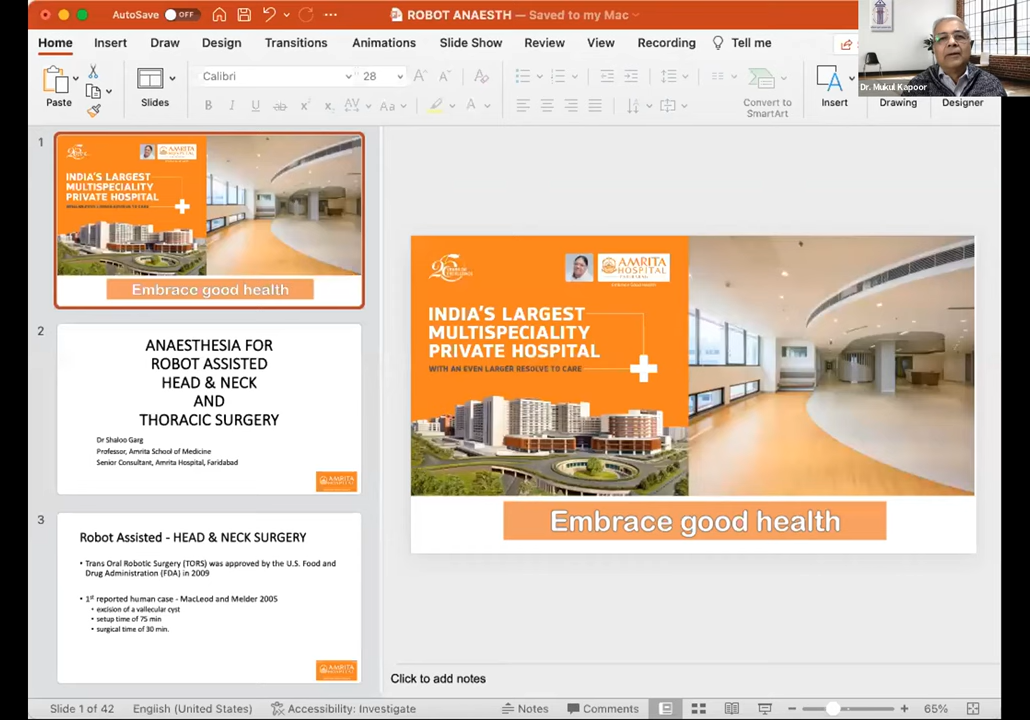 AutoSave OFF
ROBOT ANAESTH — Saved to my Mac
Home Insert Draw Design Transitions Animations Slide Show Review View Recording Tell me
Dr. Mukul Kapoor
Calibri 28
Paste Slides Convert to SmartArt Insert Drawing Designer
1
INDIA'S LARGEST
MULTISPECIALITY
PRIVATE HOSPITAL
AMRITA
HOSPITAL
Embrace good health
2
ANAESTHESIA FOR
ROBOT ASSISTED
HEAD & NECK
AND
THORACIC SURGERY
Dr Shaloo Garg
Professor, Amrita School of Medicine
Senior Consultant, Amrita Hospital, Faridabad
AMRITA
HOSPITAL
3
Robot Assisted - HEAD & NECK SURGERY
• Trans Oral Robotic Surgery (TORS) was approved by the U.S. Food and
Drug Administration (FDA) in 2009
• 1st reported human case - MacLeod and Melder 2005
• excision of a vallecular cyst
• setup time of 75 min
• surgical time of 30 min.
AMRITA
HOSPITAL
AMRITA
HOSPITAL
INDIA'S LARGEST
MULTISPECIALITY
PRIVATE HOSPITAL
WITH AN EVEN LARGER RESOLVE TO CARE
Embrace good health
Click to add notes
Slide 1 of 42 English (United States) Accessibility: Investigate Notes Comments 65%